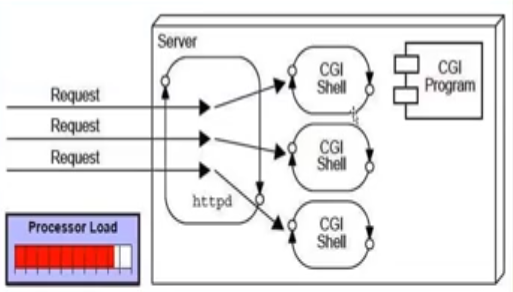 Server
CGI
Shell
CGI
Program
Request
Request
CGI
Shell
Request
httpd
CGI
Shell
Processor Load